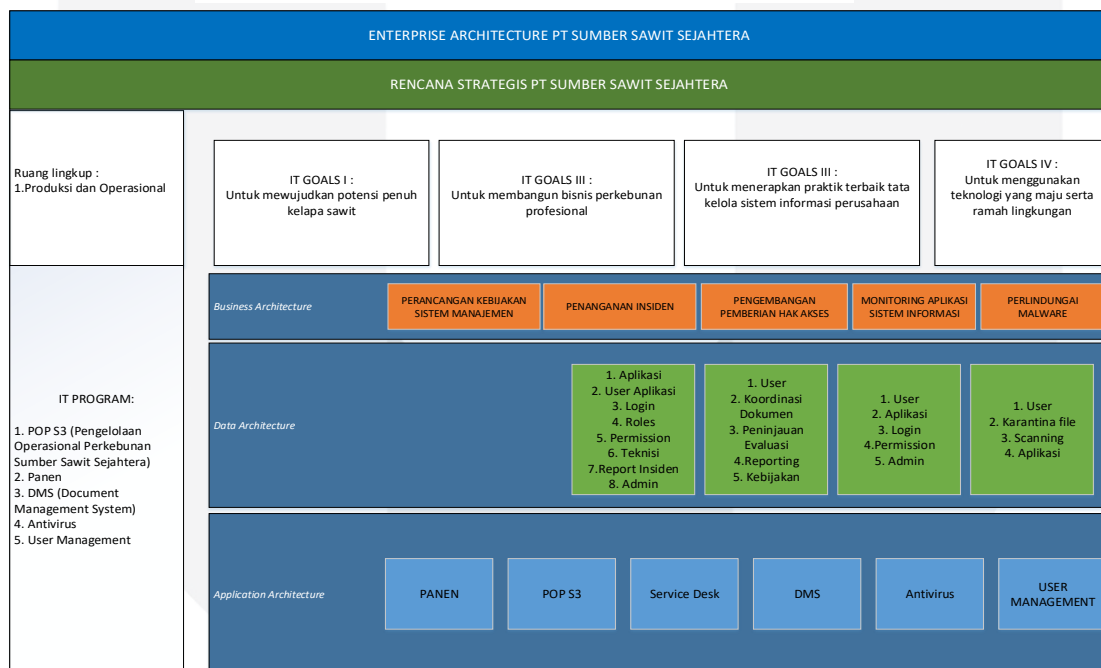 ENTERPRISE ARCHITECTURE PT SUMBER SAWIT SEJAHTERA
RENCANA STRATEGIS PT SUMBER SAWIT SEJAHTERA
Ruang lingkup :
1.Produksi dan Operasional
IT GOALS I :
Untuk mewujudkan potensi penuh
kelapa sawit
IT GOALS III :
Untuk membangun bisnis perkebunan
profesional
IT GOALS III :
Untuk menerapkan praktik terbaik tata
kelola sistem informasi perusahaan
IT GOALS IV :
Untuk menggunakan
teknologi yang maju serta
ramah lingkungan
IT PROGRAM:
1. POP S3 (Pengelolaan
Operasional Perkebunan
Sumber Sawit Sejahtera)
2. Panen
3. DMS (Document
Management System)
4. Antivirus
5. User Management
Business Architecture
PERANCANGAN KEBIJAKAN
SISTEM MANAJEMEN
PENANGANAN INSIDEN
PENGEMBANGAN
PEMBERIAN HAK AKSES
MONITORING APLIKASI
SISTEM INFORMASI
PERLINDUNGAI
MALWARE
Data Architecture
1. Aplikasi
2. User Aplikasi
3. Login
4. Roles
5. Permission
6. Teknisi
7.Report Insiden
8. Admin
1. User
2. Koordinasi
Dokumen
3. Peninjauan
Evaluasi
4.Reporting
5. Kebijakan
1. User
2. Aplikasi
3. Login
4.Permission
5. Admin
1. User
2. Karantina file
3. Scanning
4. Aplikasi
Application Architecture
PANEN
POP S3
Service Desk
DMS
Antivirus
USER
MANAGEMENT